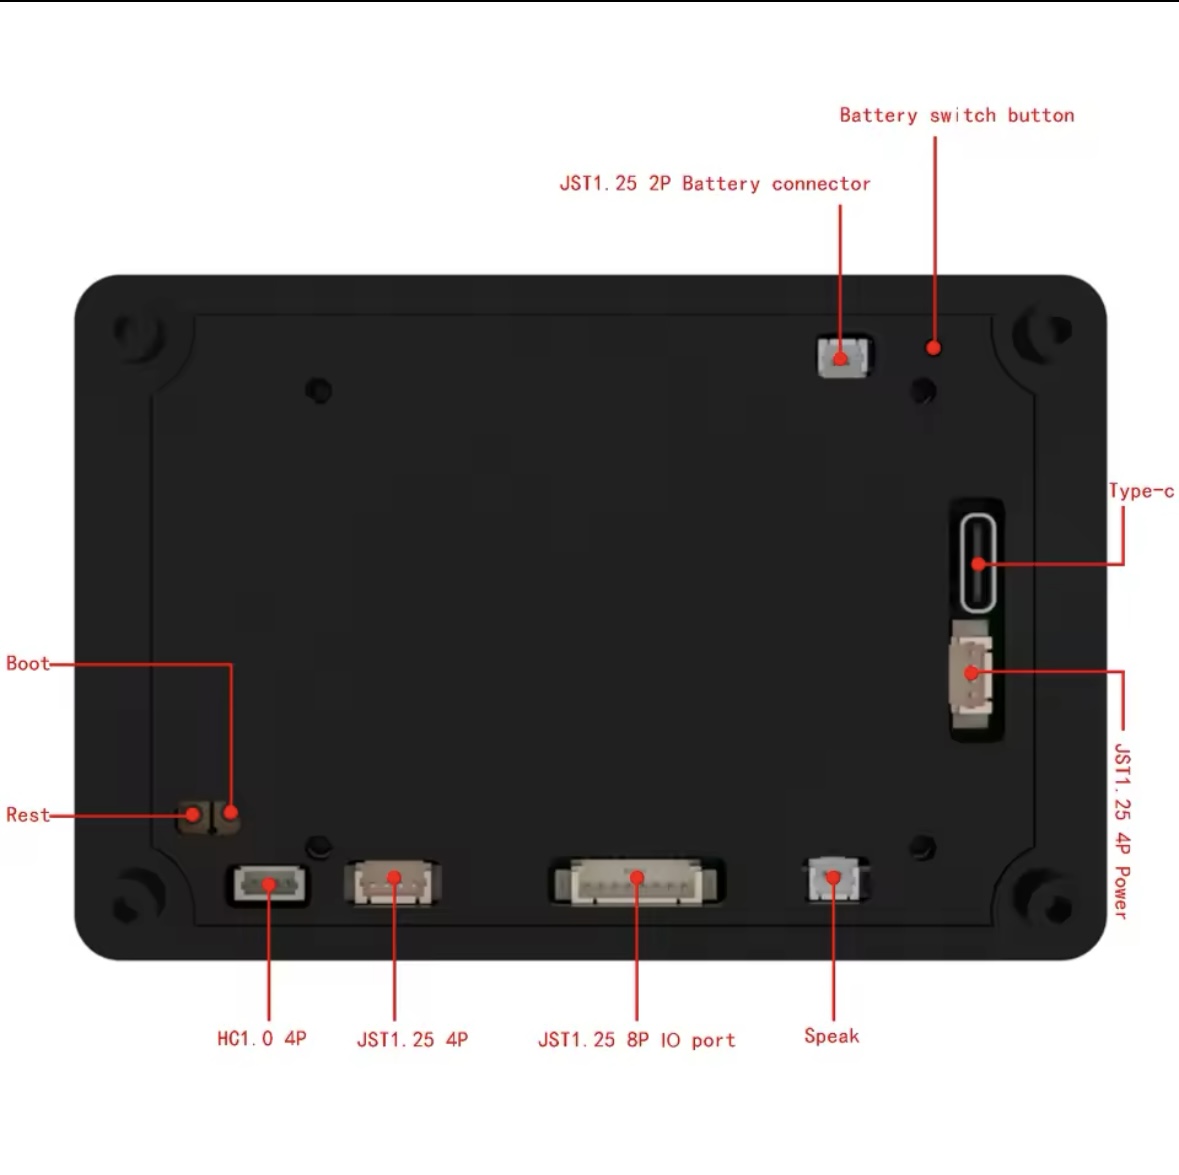 Battery switch button
JST1.25 2P Battery connector
Type-c
Boot
JST1.25 4P Power
Rest
HC1.0 4P
JST1.25 4P
JST1.25 8P IO port
Speak